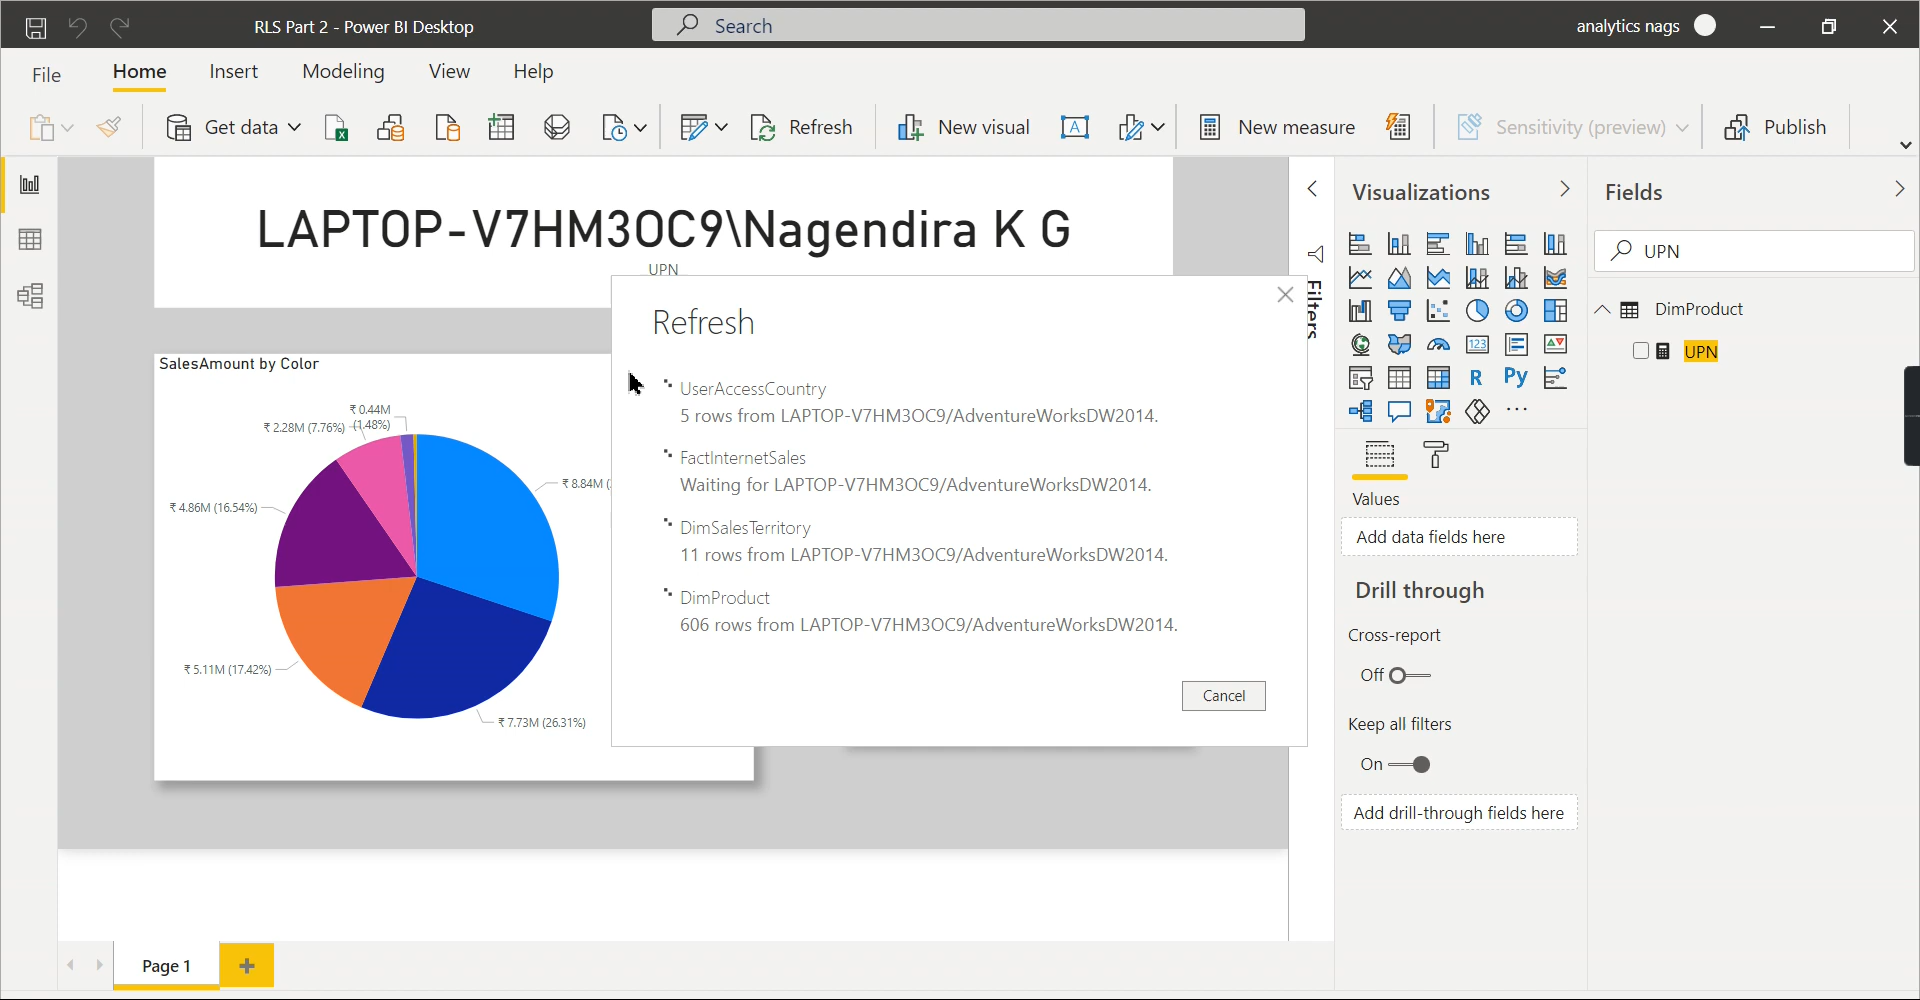 RLS Part 2 - Power BI Desktop
Search
analytics nags
File
Home
Insert
Modeling
View
Help
Get data
Refresh
New visual
New measure
Sensitivity (preview)
Publish
LAPTOP-V7HM3OC9\Nagendira K G
UPN
SalesAmount by Color
₹ 0.44M
(1.48%)
₹ 2.28M (7.76%)
₹ 8.84M (
₹ 4.86M (16.54%)
₹ 5.11M (17.42%)
₹ 7.73M (26.31%)
Refresh
UserAccessCountry
5 rows from LAPTOP-V7HM3OC9/AdventureWorksDW2014.
FactInternetSales
Waiting for LAPTOP-V7HM3OC9/AdventureWorksDW2014.
DimSalesTerritory
11 rows from LAPTOP-V7HM3OC9/AdventureWorksDW2014.
DimProduct
606 rows from LAPTOP-V7HM3OC9/AdventureWorksDW2014.
Cancel
Filters
Visualizations
123
R
Py
Values
Add data fields here
Drill through
Cross-report
Off
Keep all filters
On
Add drill-through fields here
Fields
UPN
DimProduct
UPN
Page 1